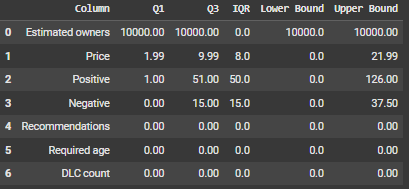 Column Q1 Q3 IQR Lower Bound Upper Bound
0 Estimated owners 10000.00 10000.00 0.0 10000.0 10000.00
1 Price 1.99 9.99 8.0 0.0 21.99
2 Positive 1.00 51.00 50.0 0.0 126.00
3 Negative 0.00 15.00 15.0 0.0 37.50
4 Recommendations 0.00 0.00 0.0 0.0 0.00
5 Required age 0.00 0.00 0.0 0.0 0.00
6 DLC count 0.00 0.00 0.0 0.0 0.00